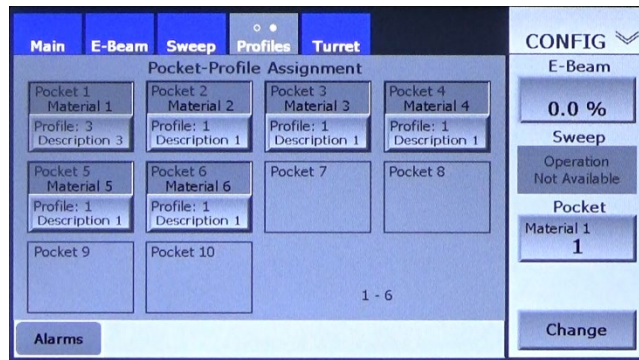 Main E-Beam Sweep Profiles Turret
CONFIG
Pocket-Profile Assignment
E-Beam
0.0 %
Pocket 1
Material 1
Profile: 3
Description 3
Pocket 2
Material 2
Profile: 1
Description 1
Pocket 3
Material 3
Profile: 1
Description 1
Pocket 4
Material 4
Profile: 1
Description 1
Sweep
Operation
Not Available
Pocket 5
Material 5
Profile: 1
Description 1
Pocket 6
Material 6
Profile: 1
Description 1
Pocket 7
Pocket 8
Pocket
Material 1
1
Pocket 9
Pocket 10
1 - 6
Alarms
Change